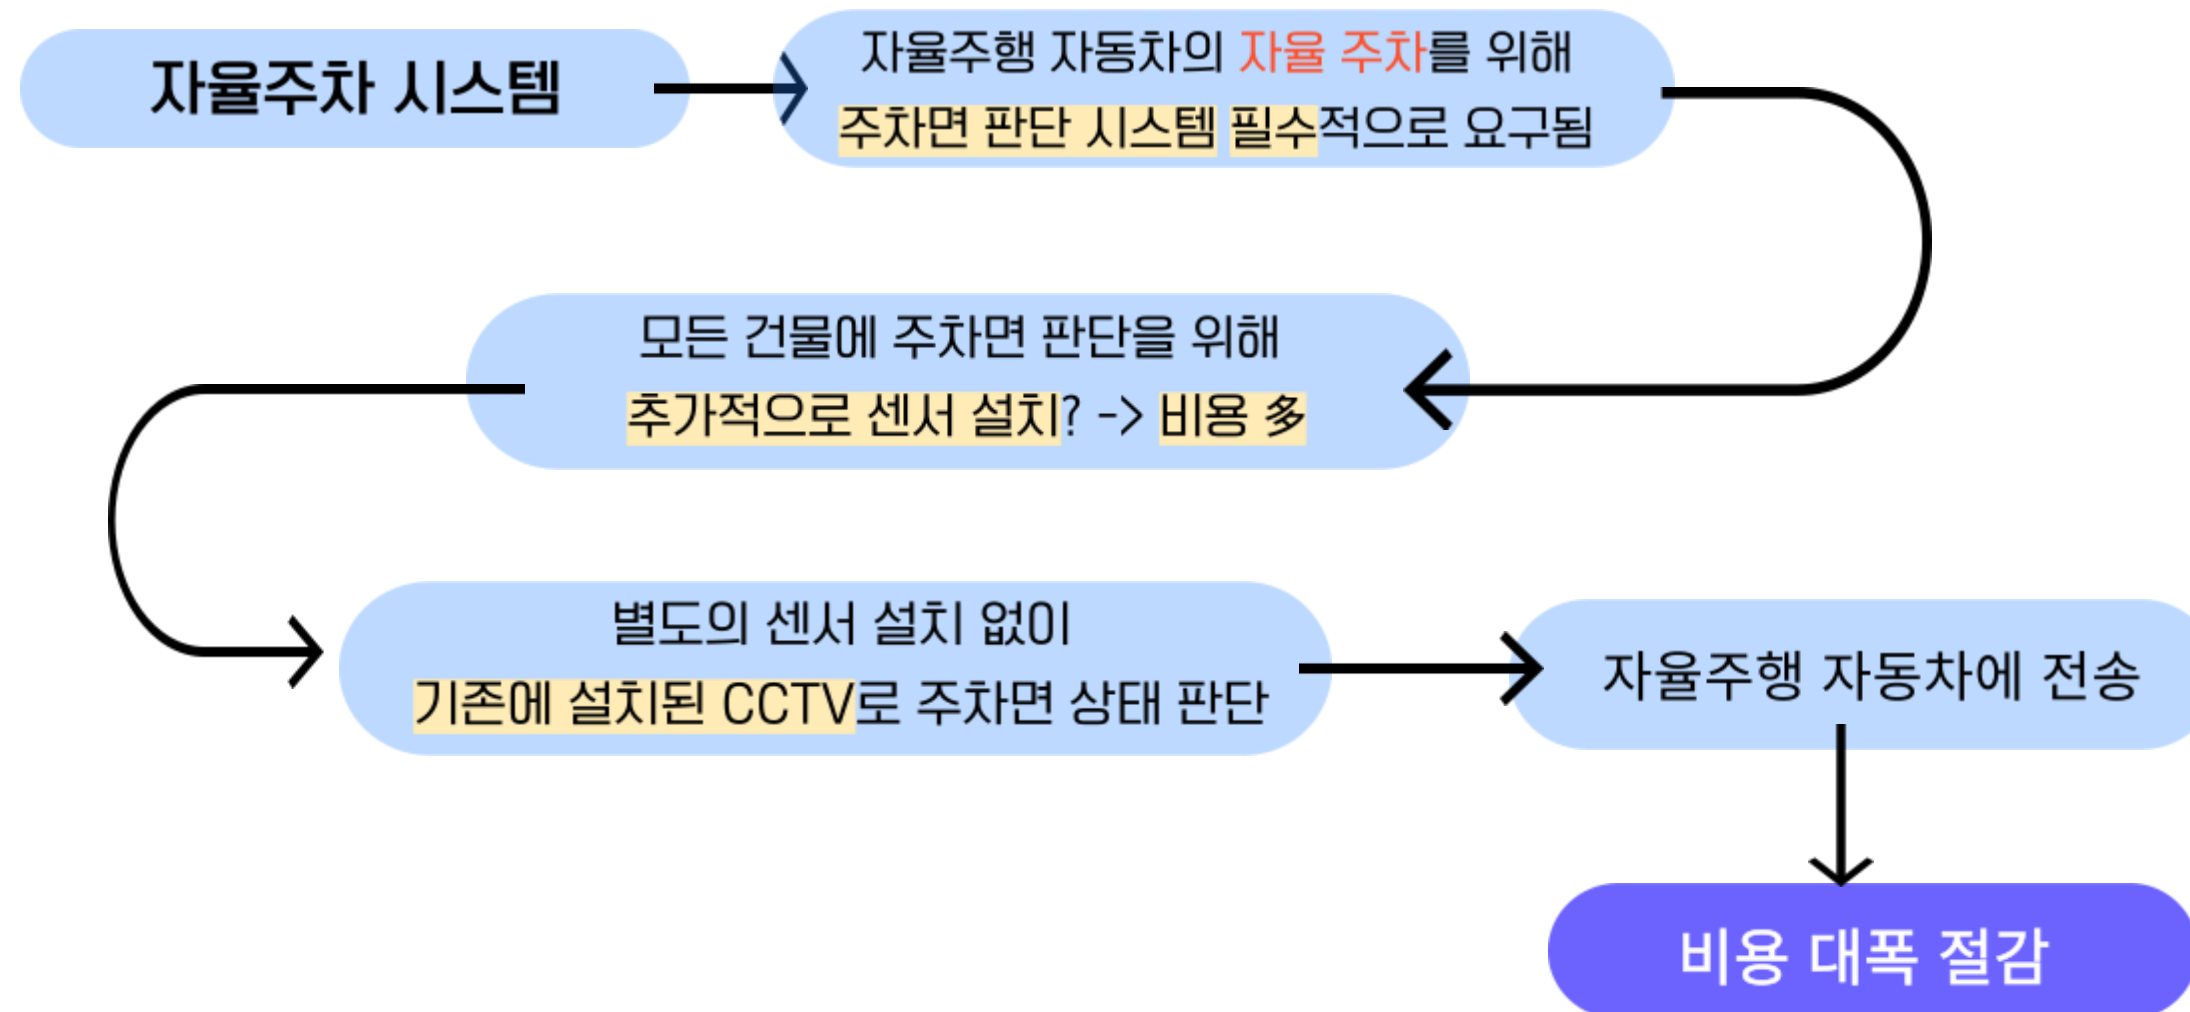 자율주차 시스템
자율주행 자동차의 자율 주차를 위해
주차면 판단 시스템 필수적으로 요구됨
모든 건물에 주차면 판단을 위해
추가적으로 센서 설치? -> 비용 多
별도의 센서 설치 없이
기존에 설치된 CCTV로 주차면 상태 판단
자율주행 자동차에 전송
비용 대폭 절감